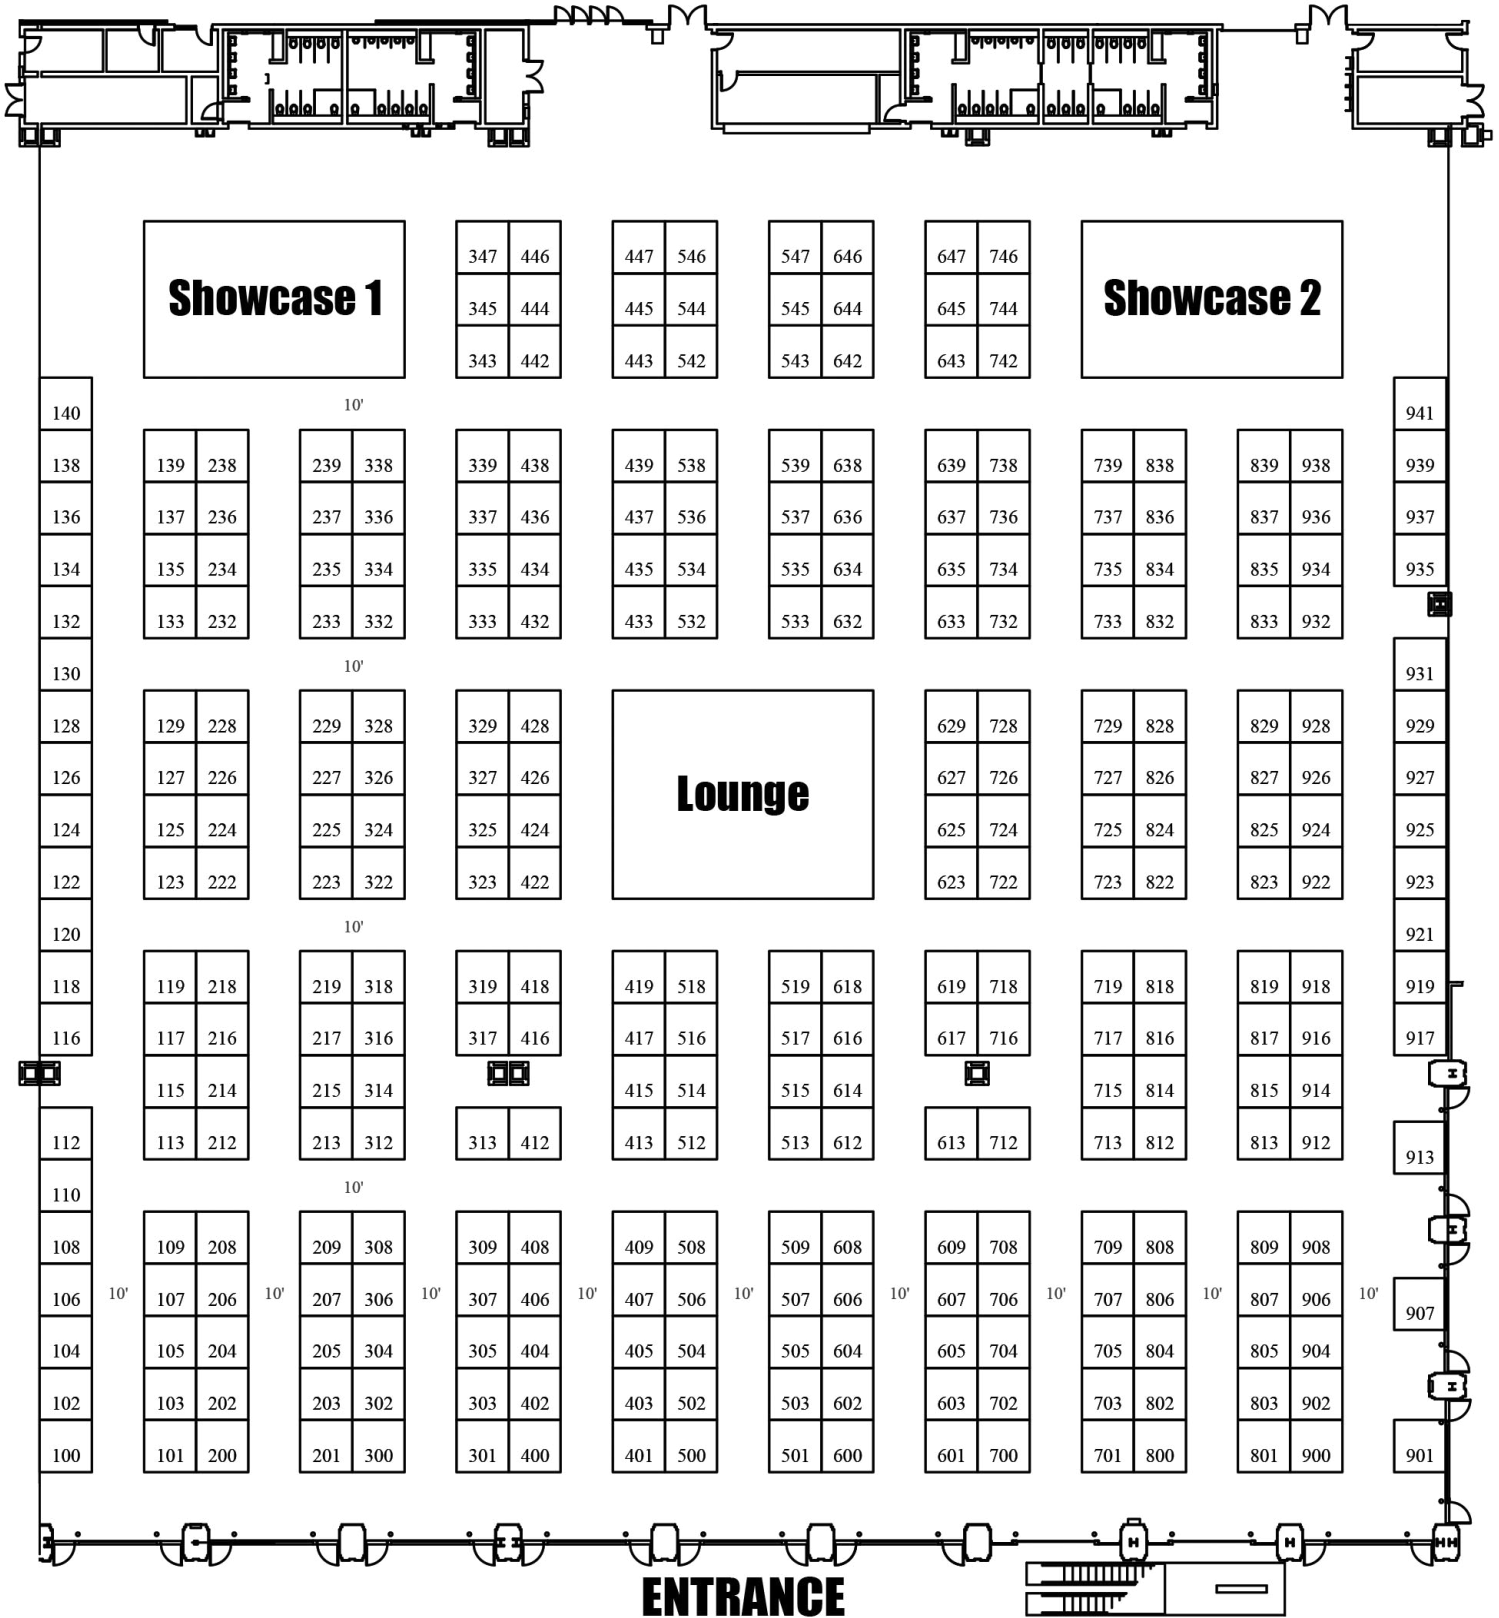 347 446 447 546 547 646 647 746
Showcase 1 345 444 445 544 545 644 645 744 Showcase 2
343 442 443 542 543 642 643 742
140 10' 941
138 139 238 239 338 339 438 439 538 539 638 639 738 739 838 839 938 939
136 137 236 237 336 337 436 437 536 537 636 637 736 737 836 837 936 937
134 135 234 235 334 335 434 435 534 535 634 635 734 735 834 835 934 935
132 133 232 233 332 333 432 433 532 533 632 633 732 733 832 833 932
H
130 10' 931
128 129 228 229 328 329 428 629 728 729 828 829 928 929
126 127 226 227 326 327 426 627 726 727 826 827 926 927
Lounge
124 125 224 225 324 325 424 625 724 725 824 825 924 925
122 123 222 223 322 323 422 623 722 723 822 823 922 923
120 10' 921
118 119 218 219 318 319 418 419 518 519 618 619 718 719 818 819 918 919
116 117 216 217 316 317 416 417 516 517 616 617 716 717 816 817 916 917
H
115 214 215 314 415 514 515 614 715 814 815 914
112 113 212 213 312 313 412 413 512 513 612 613 712 713 812 813 912 913
110 10'
H
108 109 208 209 308 309 408 409 508 509 608 609 708 709 808 809 908
106 10' 107 206 10' 207 306 10' 307 406 10' 407 506 10' 507 606 10' 607 706 10' 707 806 10' 807 906 10' 907
104 105 204 205 304 305 404 405 504 505 604 605 704 705 804 805 904
H
102 103 202 203 302 303 402 403 502 503 602 603 702 703 802 803 902
100 101 200 201 300 301 400 401 500 501 600 601 700 701 800 801 900 901
H H H H H H
ENTRANCE